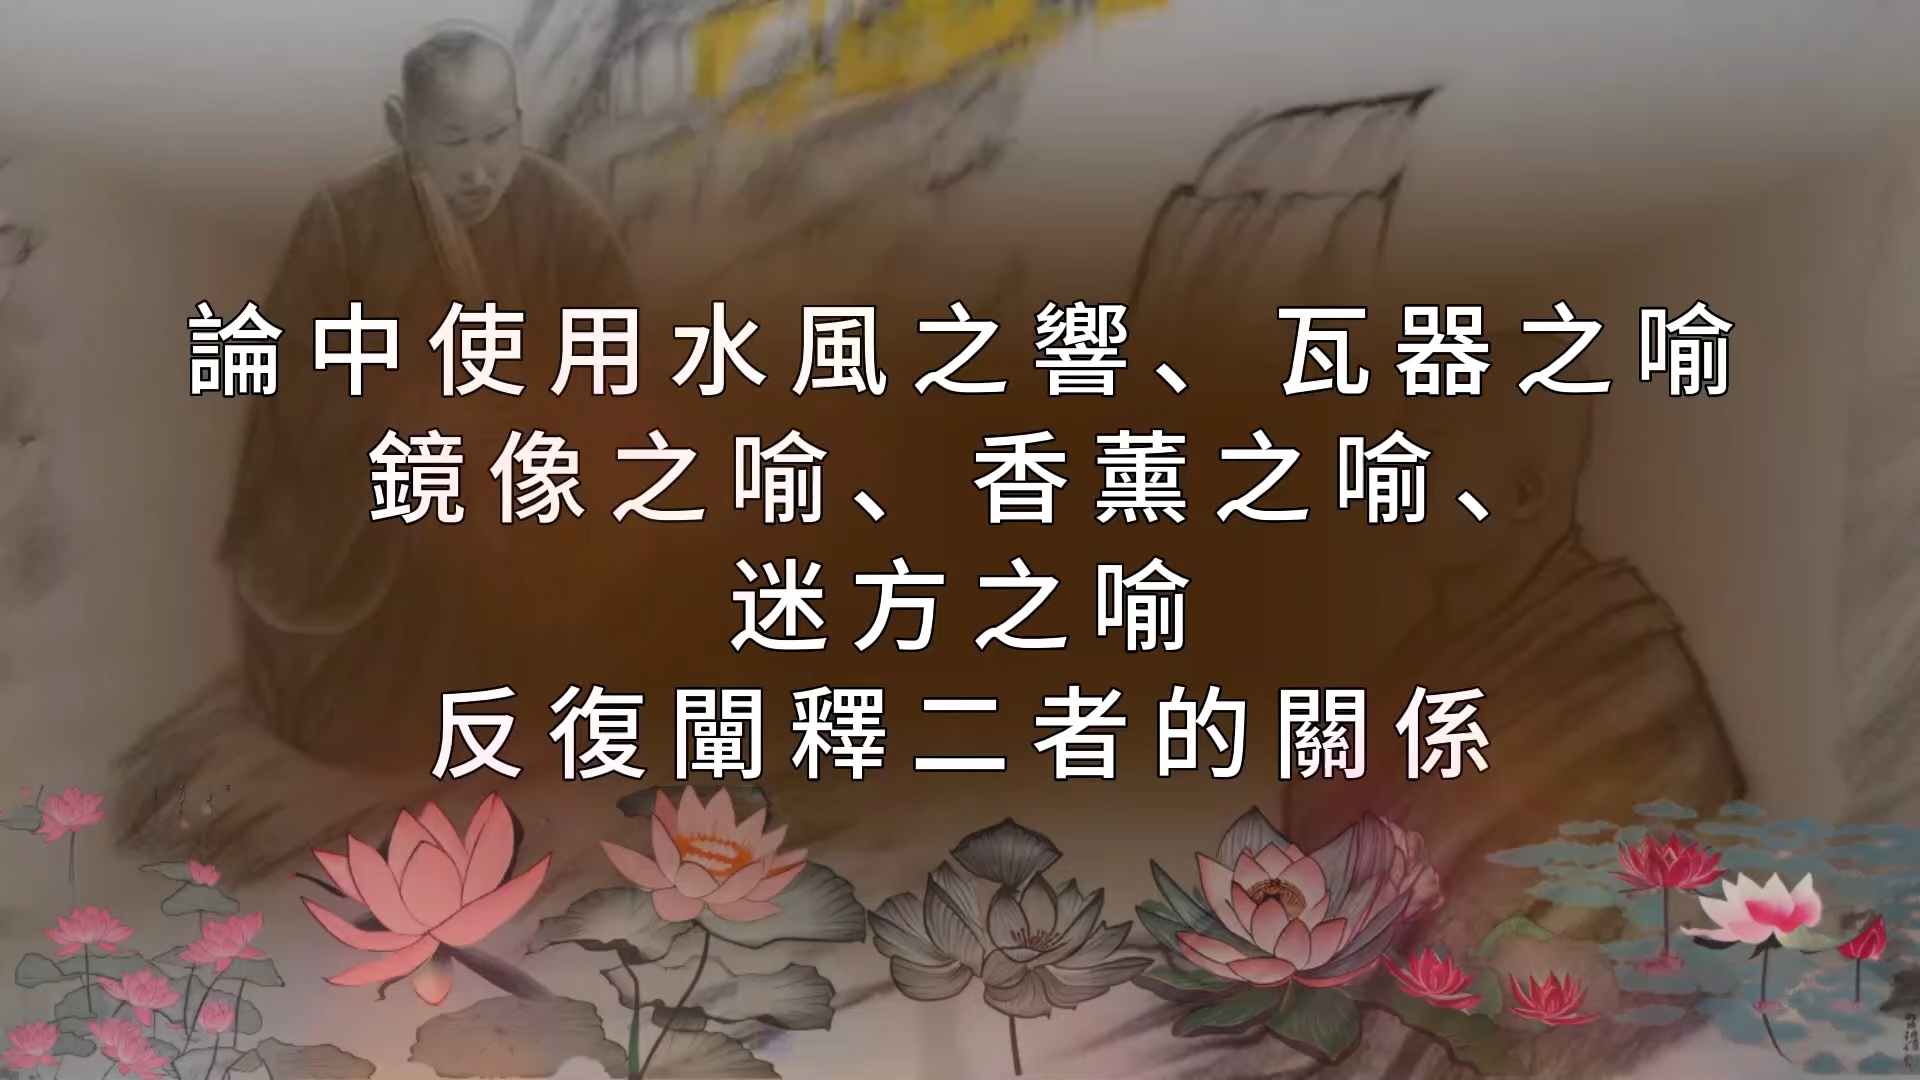 論中使用水風之響、瓦器之喻
鏡像之喻、香薰之喻、
迷方之喻
反復闡釋二者的關係